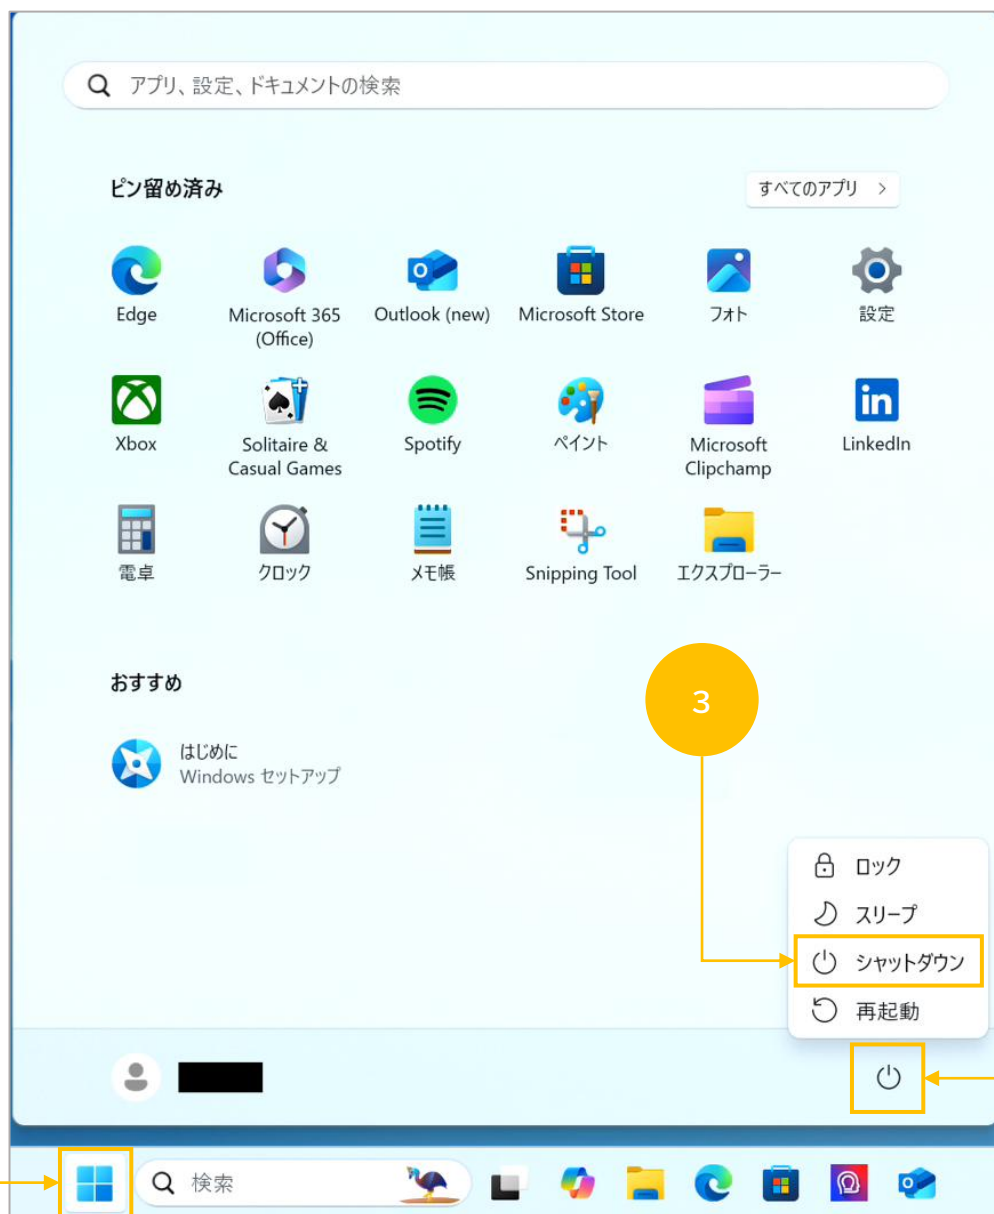 アプリ、設定、ドキュメントの検索
ピン留め済み
すべてのアプリ >
Edge
Microsoft 365
(Office)
Outlook (new)
Microsoft Store
フォト
設定
Xbox
Solitaire &
Casual Games
Spotify
ペイント
Microsoft
Clipchamp
LinkedIn
電卓
クロック
メモ帳
Snipping Tool
エクスプローラー
おすすめ
3
はじめに
Windows セットアップ
ロック
スリープ
シャットダウン
再起動
検索